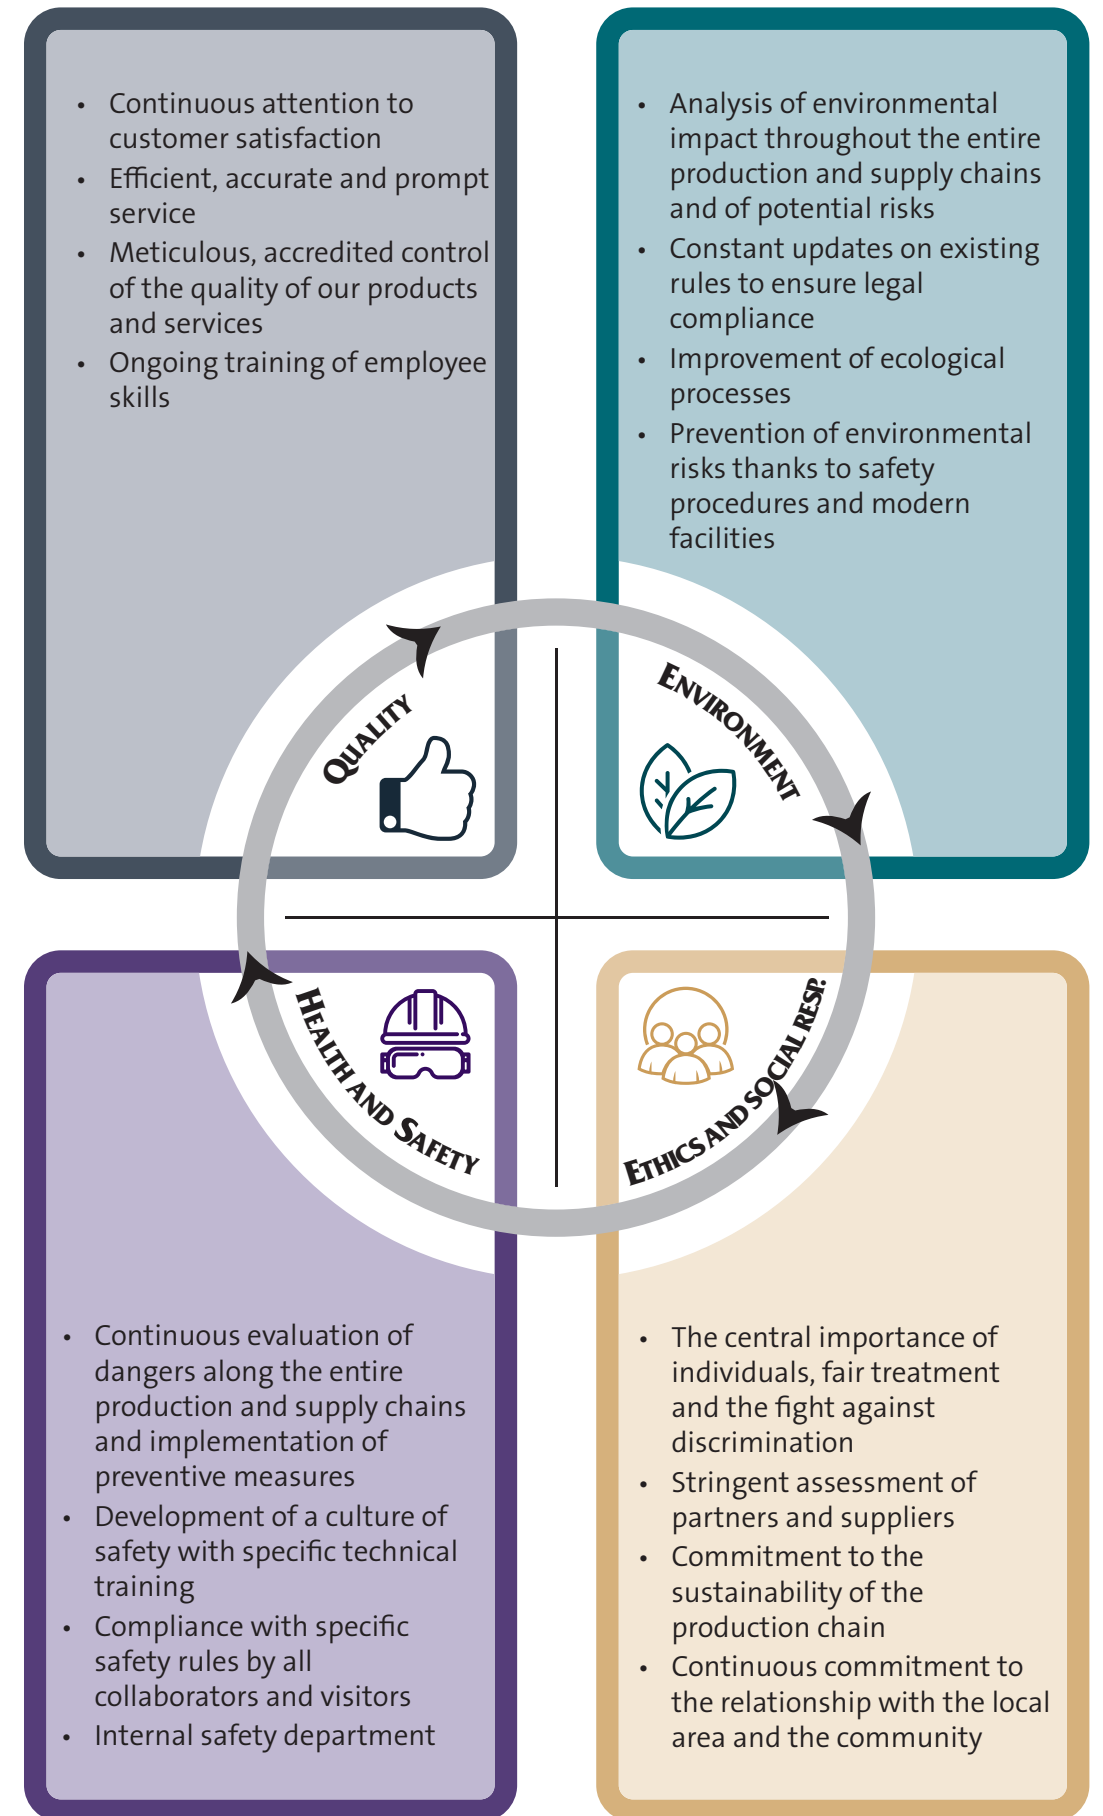 • Continuous attention to
customer satisfaction
• Efficient, accurate and prompt
service
• Meticulous, accredited control
of the quality of our products
and services
• Ongoing training of employee
skills
• Analysis of environmental
impact throughout the entire
production and supply chains
and of potential risks
• Constant updates on existing
rules to ensure legal
compliance
• Improvement of ecological
processes
• Prevention of environmental
risks thanks to safety
procedures and modern
facilities
QUALITY
ENVIRONMENT
HEALTH AND SAFETY
ETHICS AND SOCIAL RESP.
• Continuous evaluation of
dangers along the entire
production and supply chains
and implementation of
preventive measures
• Development of a culture of
safety with specific technical
training
• Compliance with specific
safety rules by all
collaborators and visitors
• Internal safety department
• The central importance of
individuals, fair treatment
and the fight against
discrimination
• Stringent assessment of
partners and suppliers
• Commitment to the
sustainability of the
production chain
• Continuous commitment to
the relationship with the local
area and the community